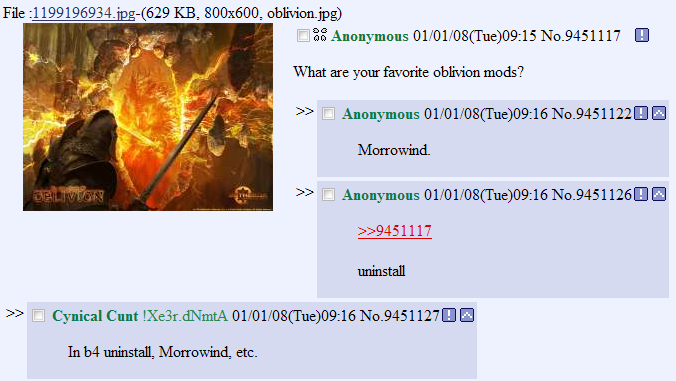 File :1199196934.jpg-(629 KB, 800x600, oblivion.jpg)
Anonymous 01/01/08(Tue)09:15 No.9451117
What are your favorite oblivion mods?
OBLIVION
>> Anonymous 01/01/08(Tue)09:16 No.9451122
Morrowind.
>> Anonymous 01/01/08(Tue)09:16 No.9451126
>>9451117
uninstall
>> Cynical Cunt !Xe3r.dNmtA 01/01/08(Tue)09:16 No.9451127
In b4 uninstall, Morrowind, etc.